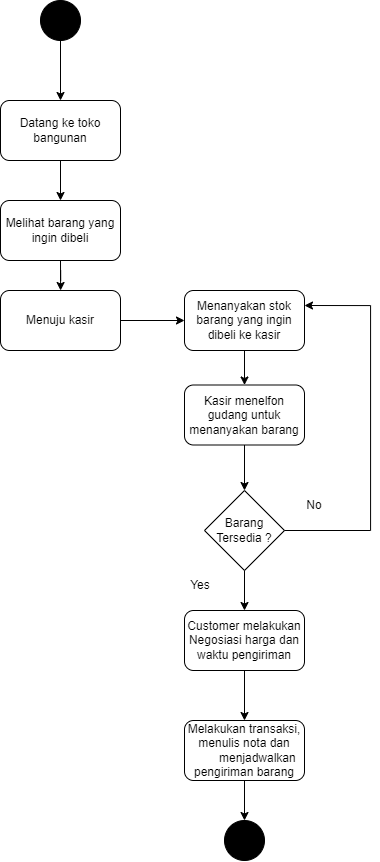 Datang ke toko
bangunan
Melihat barang yang
ingin dibeli
Menuju kasir
Menanyakan stok
barang yang ingin
dibeli ke kasir
Kasir menelfon
gudang untuk
menanyakan barang
Barang
Tersedia ?
No
Yes
Customer melakukan
Negosiasi harga dan
waktu pengiriman
Melakukan transaksi,
menulis nota dan
menjadwalkan
pengiriman barang